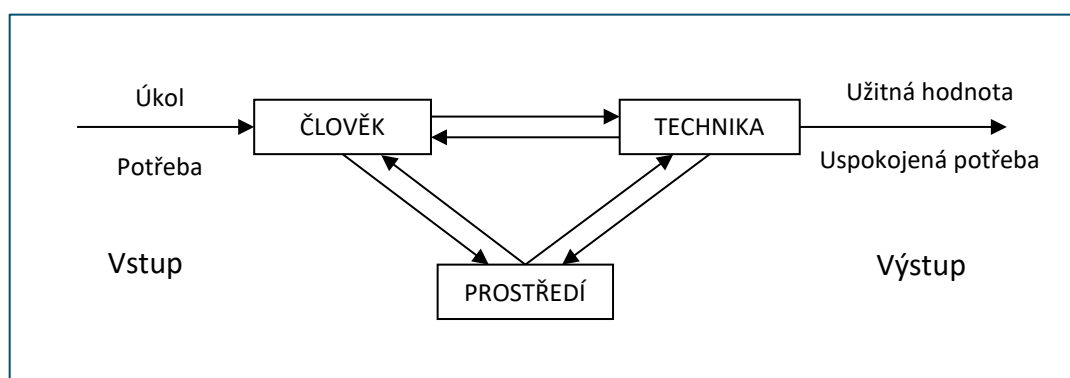 Úkol
Potřeba
ČLOVĚK
TECHNIKA
Užitná hodnota
Uspokojená potřeba
Vstup
PROSTŘEDÍ
Výstup